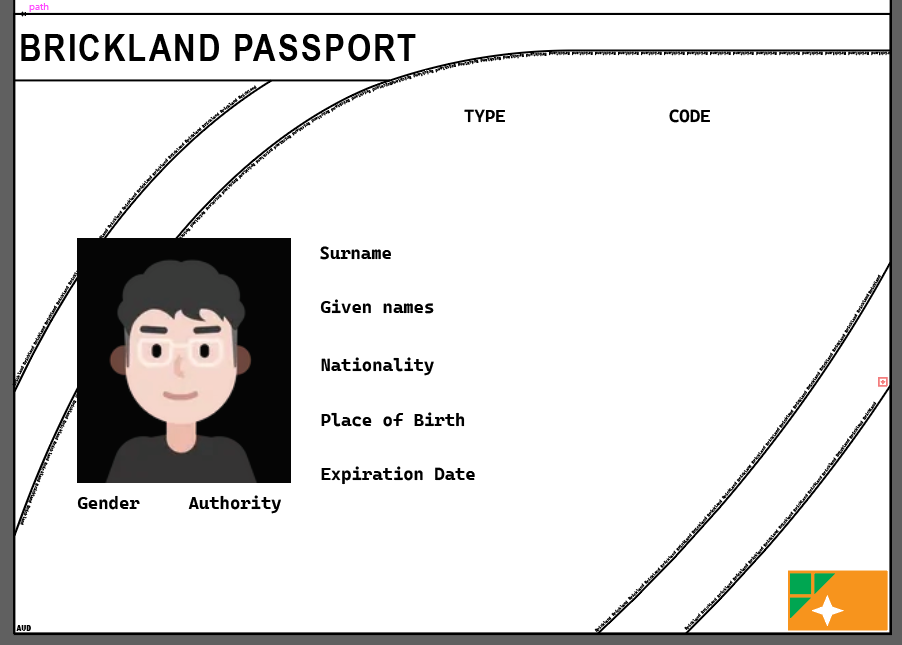 path
BRICKLAND PASSPORT
TYPE CODE
Surname
Given names
Nationality
Place of Birth
Expiration Date
Gender Authority
AUD